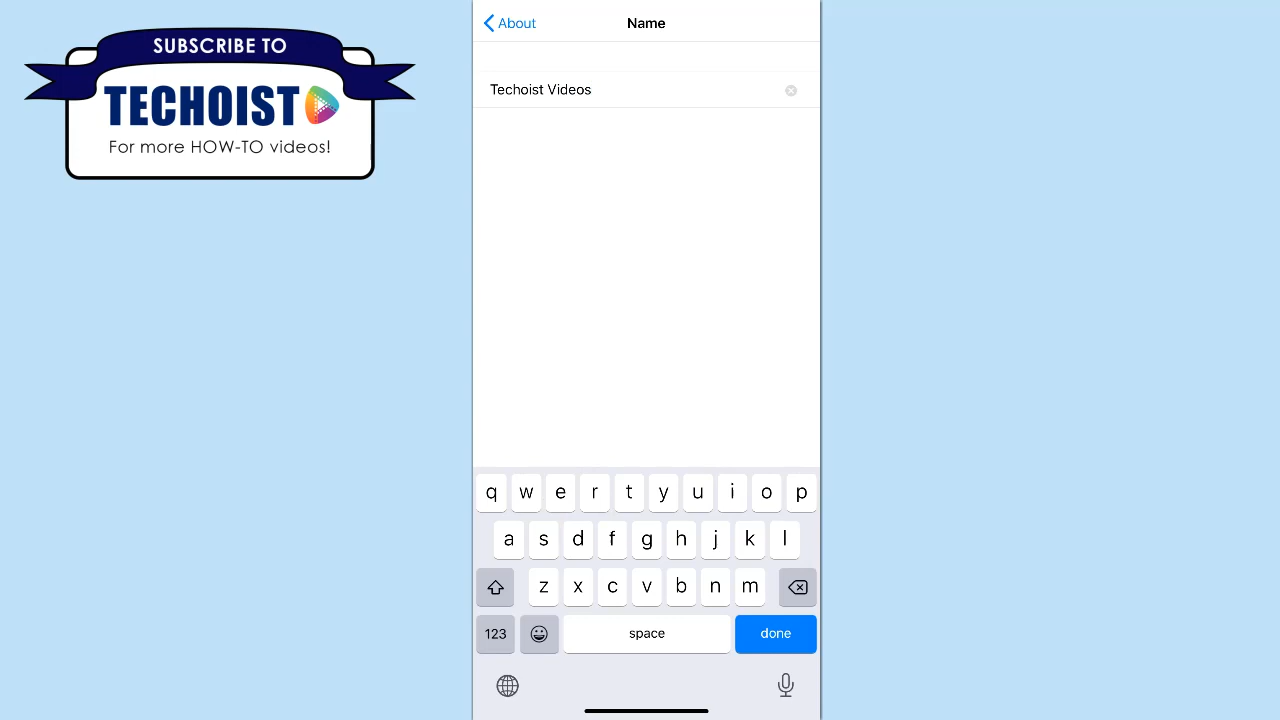 SUBSCRIBE TO
TECHOIST
For more HOW-TO videos!
About
Name
Techoist Videos
q w e r t y u i o p
a s d f g h j k l
z x c v b n m
123 space done